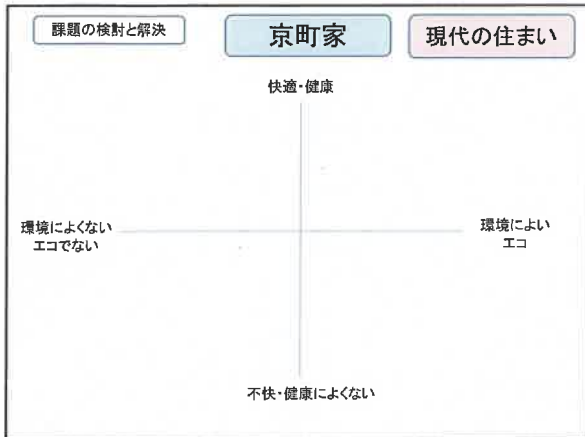 課題の検討と解決
京町家
現代の住まい
快適・健康
環境によくない
エコでない
環境によい
エコ
不快・健康によくない